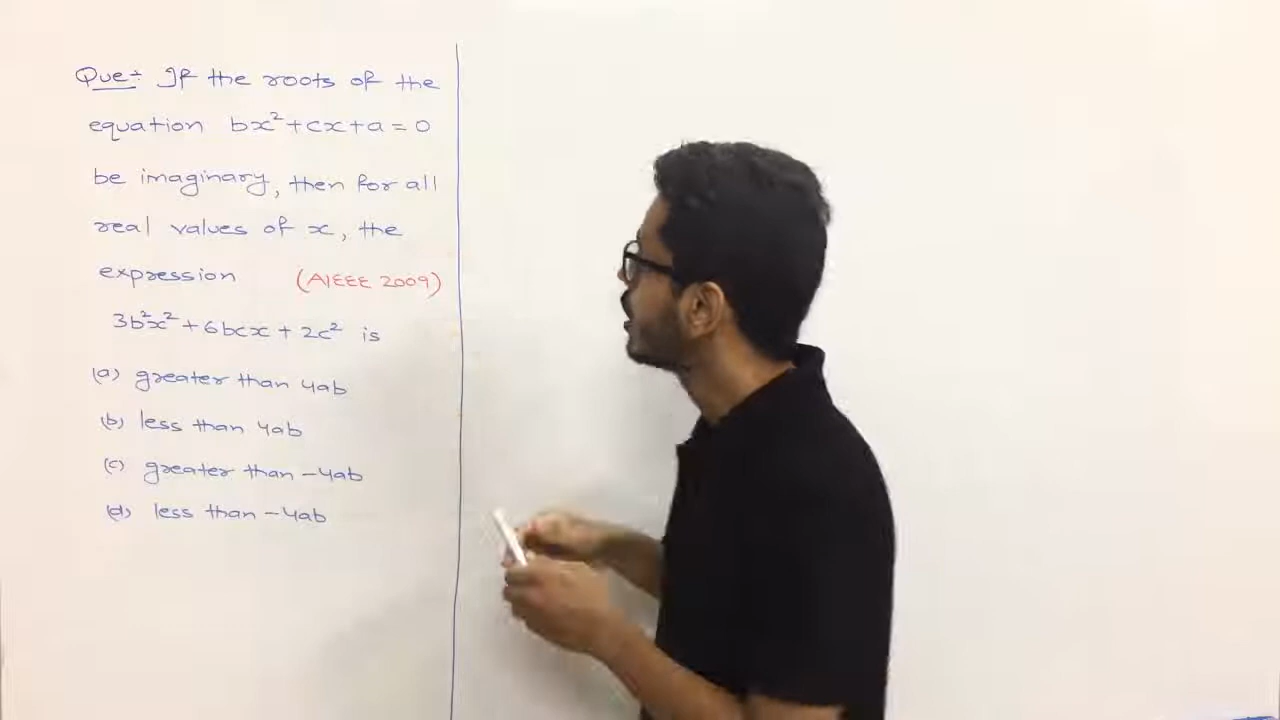 Que:- If the roots of the
equation bx²+cx+a=0
be imaginary, then for all
real values of x, the
expression (AIEEE 2009)
3b²x²+6bcx+2c² is
(a) greater than 4ab
(b) less than 4ab
(c) greater than -4ab
(d) less than -4ab